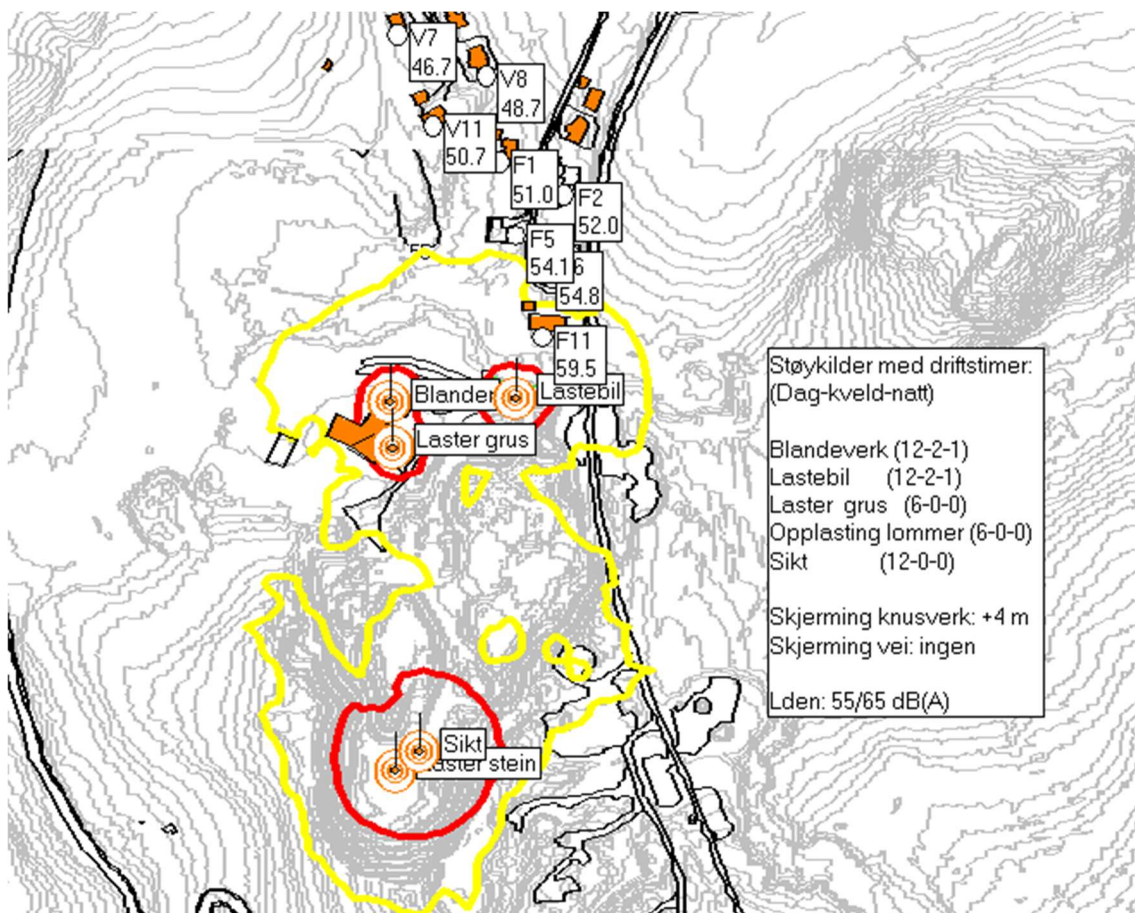 V7
46.7
V8
48.7
V11
50.7
F1
51.0
F2
52.0
F5
54.1
6
54.8
F11
59.5
Blander
Lastebil
Laster grus
Sikt
Laster stein
Støykilder med driftstimer:
(Dag-kveld-natt)
Blandeverk (12-2-1)
Lastebil (12-2-1)
Laster grus (6-0-0)
Opplasting lommer (6-0-0)
Sikt (12-0-0)
Skjerming knusverk: +4 m
Skjerming vei: ingen
Lden: 55/65 dB(A)